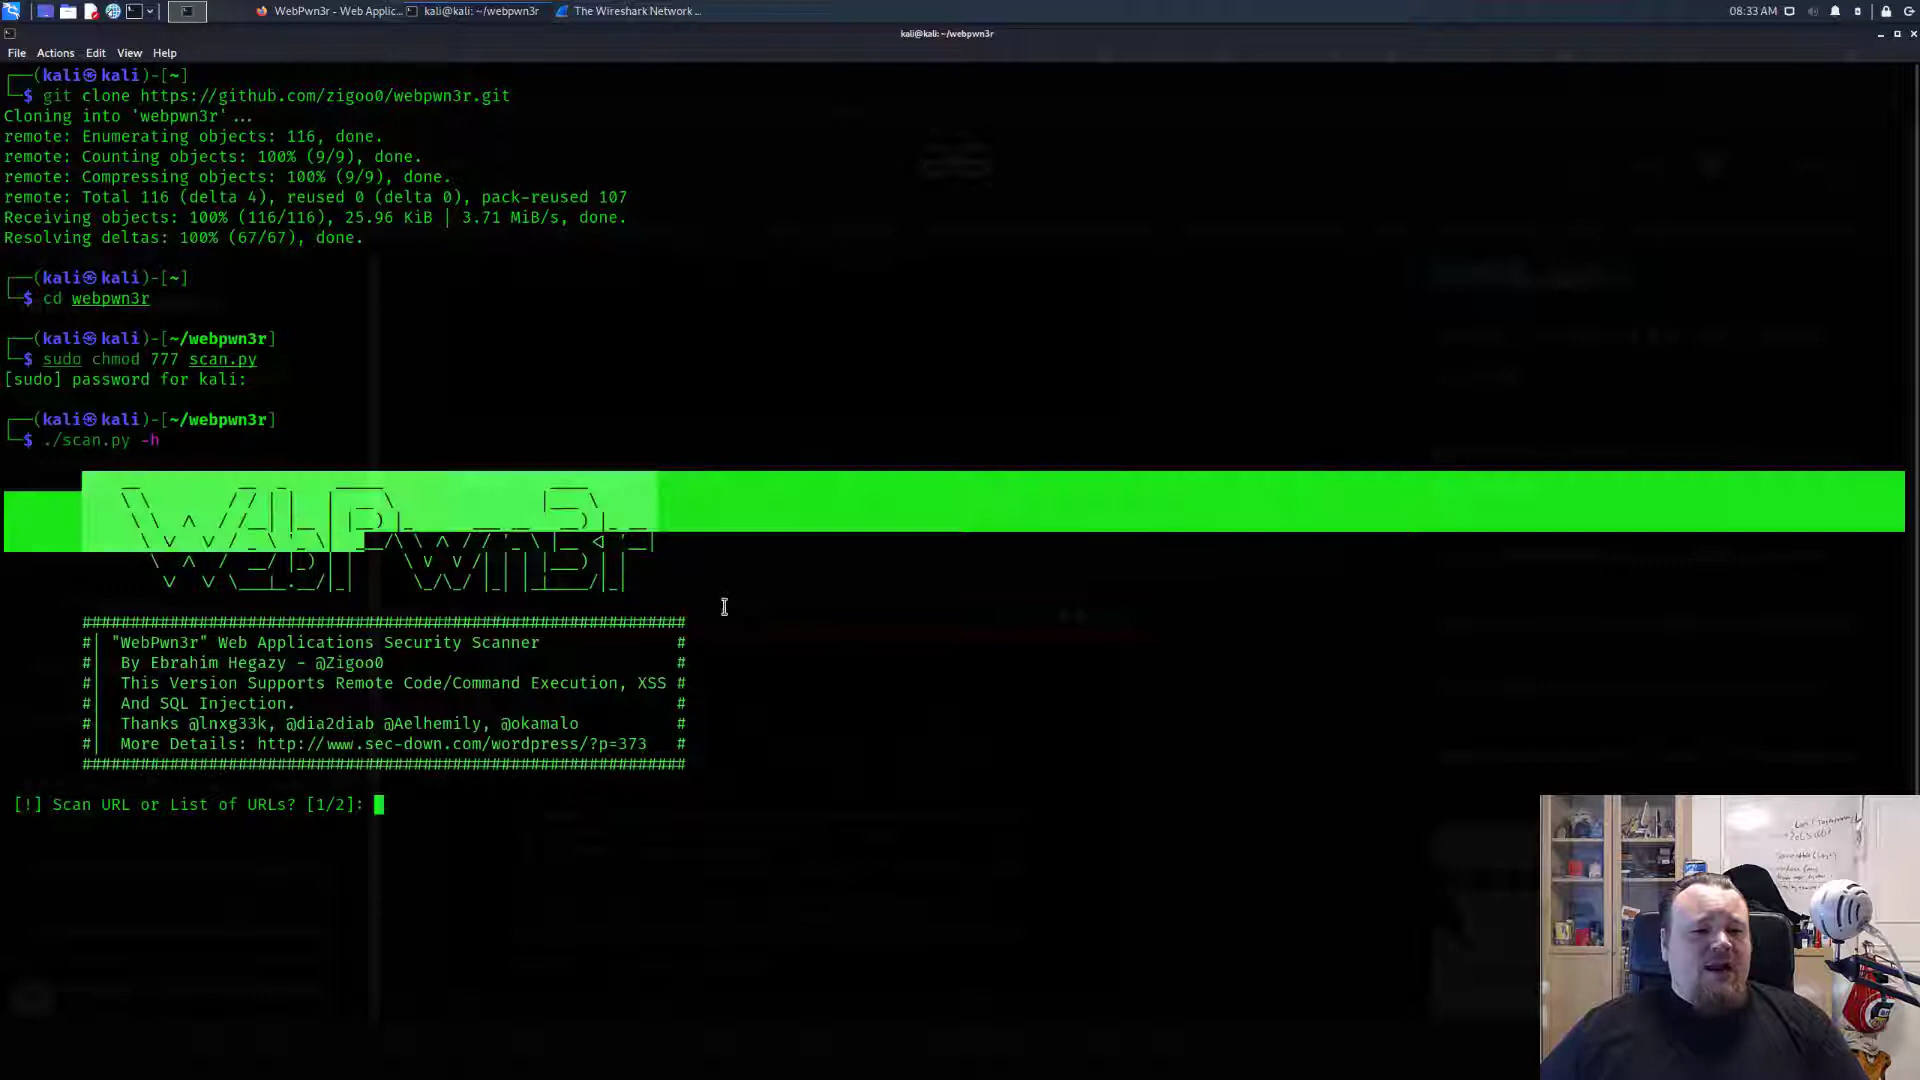 WebPwn3r - Web Applic... kali@kali: ~/webpwn3r The Wireshark Network ... 08:33 AM
kali@kali: ~/webpwn3r
File Actions Edit View Help
┌──(kali㉿kali)-[~]
└─$ git clone https://github.com/zigoo0/webpwn3r.git
Cloning into 'webpwn3r'...
remote: Enumerating objects: 116, done.
remote: Counting objects: 100% (9/9), done.
remote: Compressing objects: 100% (9/9), done.
remote: Total 116 (delta 4), reused 0 (delta 0), pack-reused 107
Receiving objects: 100% (116/116), 25.96 KiB | 3.71 MiB/s, done.
Resolving deltas: 100% (67/67), done.
┌──(kali㉿kali)-[~]
└─$ cd webpwn3r
┌──(kali㉿kali)-[~/webpwn3r]
└─$ sudo chmod 777 scan.py
[sudo] password for kali:
┌──(kali㉿kali)-[~/webpwn3r]
└─$ ./scan.py -h
WebPwn3r
##############################################################
#| "WebPwn3r" Web Applications Security Scanner #
#| By Ebrahim Hegazy - @Zigoo0 #
#| This Version Supports Remote Code/Command Execution, XSS #
#| And SQL Injection. #
#| Thanks @lnxg33k, @dia2diab @Aelhemily, @okamalo #
#| More Details: http://www.sec-down.com/wordpress/?p=373 #
##############################################################
[!] Scan URL or List of URLs? [1/2]: